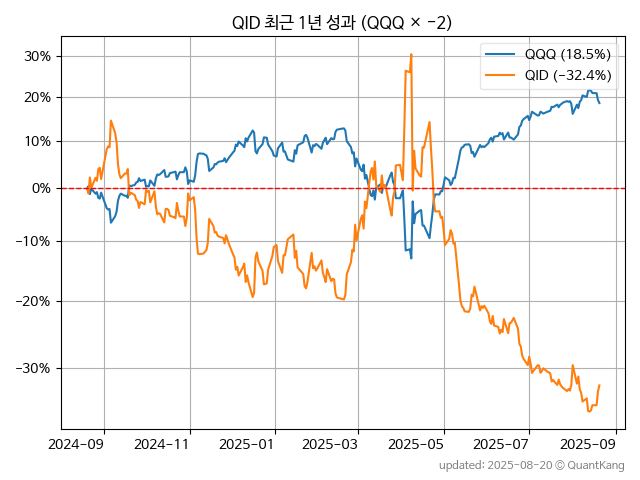 QID 최근 1년 성과 (QQQ × −2)
QQQ (18.5%)
QID (−32.4%)
30%
20%
10%
0%
−10%
−20%
−30%
2024-09 2024-11 2025-01 2025-03 2025-05 2025-07 2025-09
updated: 2025-08-20 © QuantKang